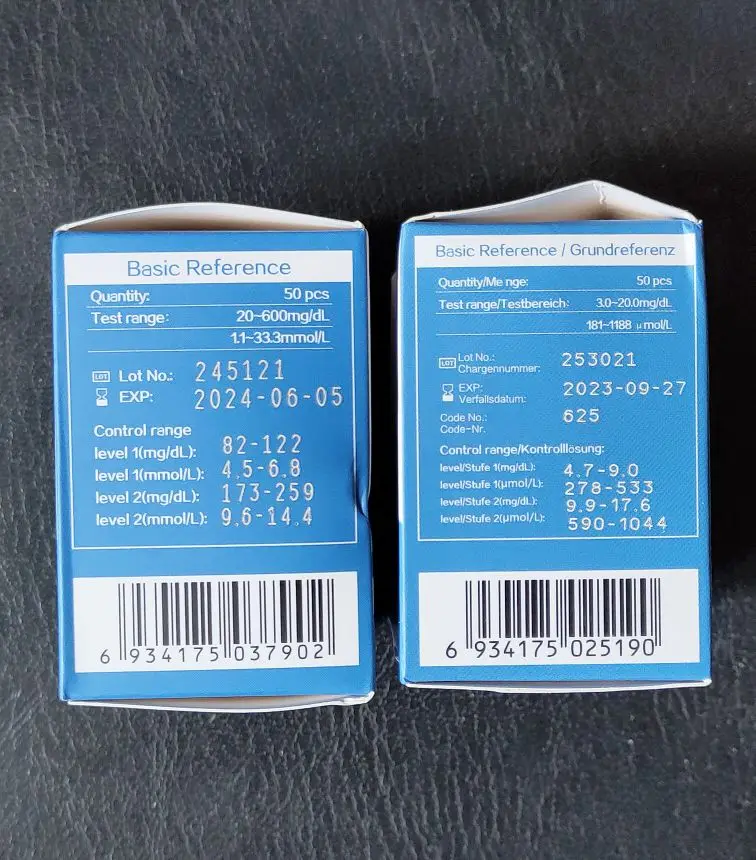 Basic Reference
Quantity: 50 pcs
Test range: 20~600mg/dL
1.1~33.3mmol/L
LOT Lot No.: 245121
EXP: 2024-06-05
Control range
level 1(mg/dL): 82-122
level 1(mmol/L): 4.5-6.8
level 2(mg/dL): 173-259
level 2(mmol/L): 9.6-14.4
6 934175 037902
Basic Reference / Grundreferenz
Quantity/Me nge: 50 pcs
Test range/Testbereich: 3.0~20.0mg/dL
181~1188 μmol/L
LOT Lot No.: 253021
Chargennummer:
EXP: 2023-09-27
Verfallsdatum:
Code No.: 625
Code-Nr.
Control range/Kontrolllösung:
level/Stufe 1(mg/dL): 4.7-9.0
level/Stufe 1(μmol/L): 278-533
level/Stufe 2(mg/dL): 9.9-17.6
level/Stufe 2(μmol/L): 590-1044
6 934175 025190